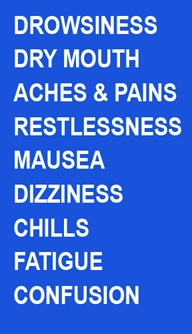 DROWSINESS
DRY MOUTH
ACHES & PAINS
RESTLESSNESS
MAUSEA
DIZZINESS
CHILLS
FATIGUE
CONFUSION